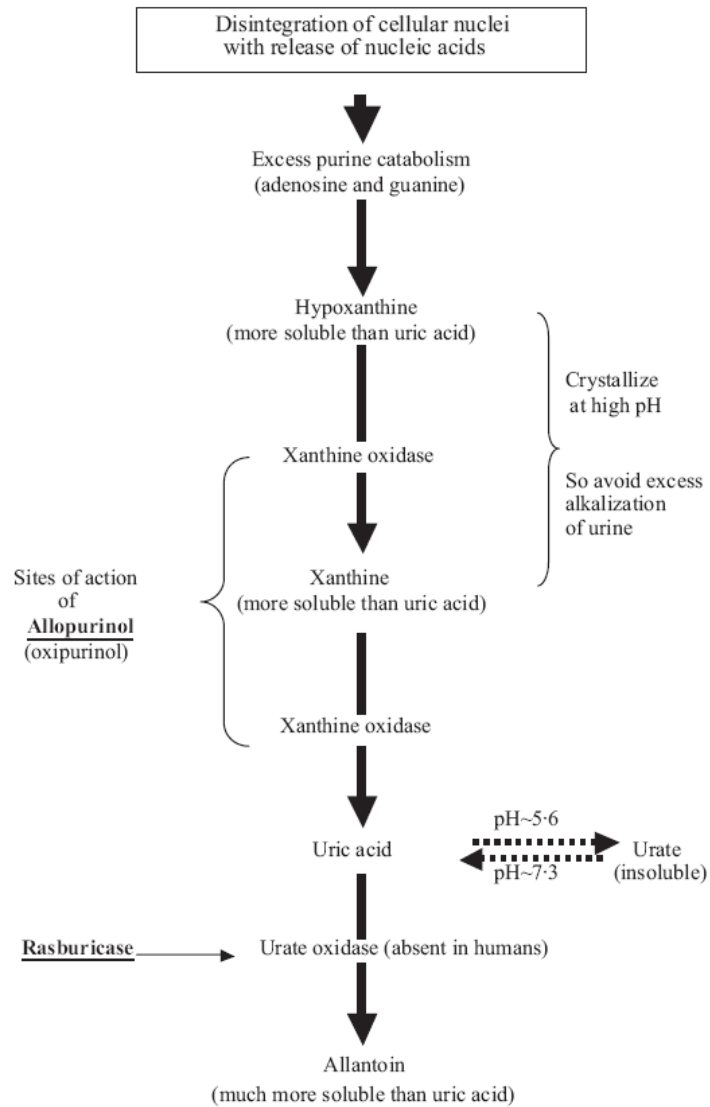 Disintegration of cellular nuclei
with release of nucleic acids
Excess purine catabolism
(adenosine and guanine)
Hypoxanthine
(more soluble than uric acid)
Crystallize
at high pH
Xanthine oxidase
So avoid excess
alkalization
of urine
Sites of action
of
Allopurinol
(oxipurinol)
Xanthine
(more soluble than uric acid)
Xanthine oxidase
Uric acid
pH~5·6
pH~7·3
Urate
(insoluble)
Rasburicase
Urate oxidase (absent in humans)
Allantoin
(much more soluble than uric acid)